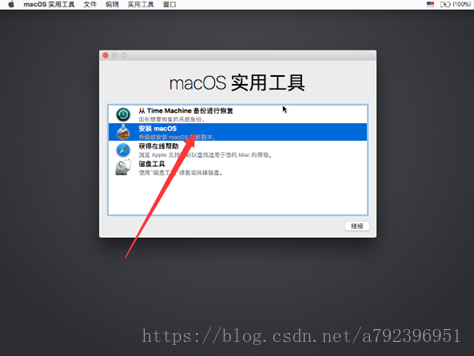 macOS 实用工具 文件 编辑 实用工具 窗口 (100%)
macOS 实用工具
从 Time Machine 备份进行恢复
您有想要恢复的系统备份。
安装 macOS
升级或安装 macOS
获得在线帮助
浏览 Apple 支持 以查找适用于您的 Mac 的帮助。
磁盘工具
使用“磁盘工具”修复或抹掉磁盘。
继续
https://blog.csdn.net/a792396951